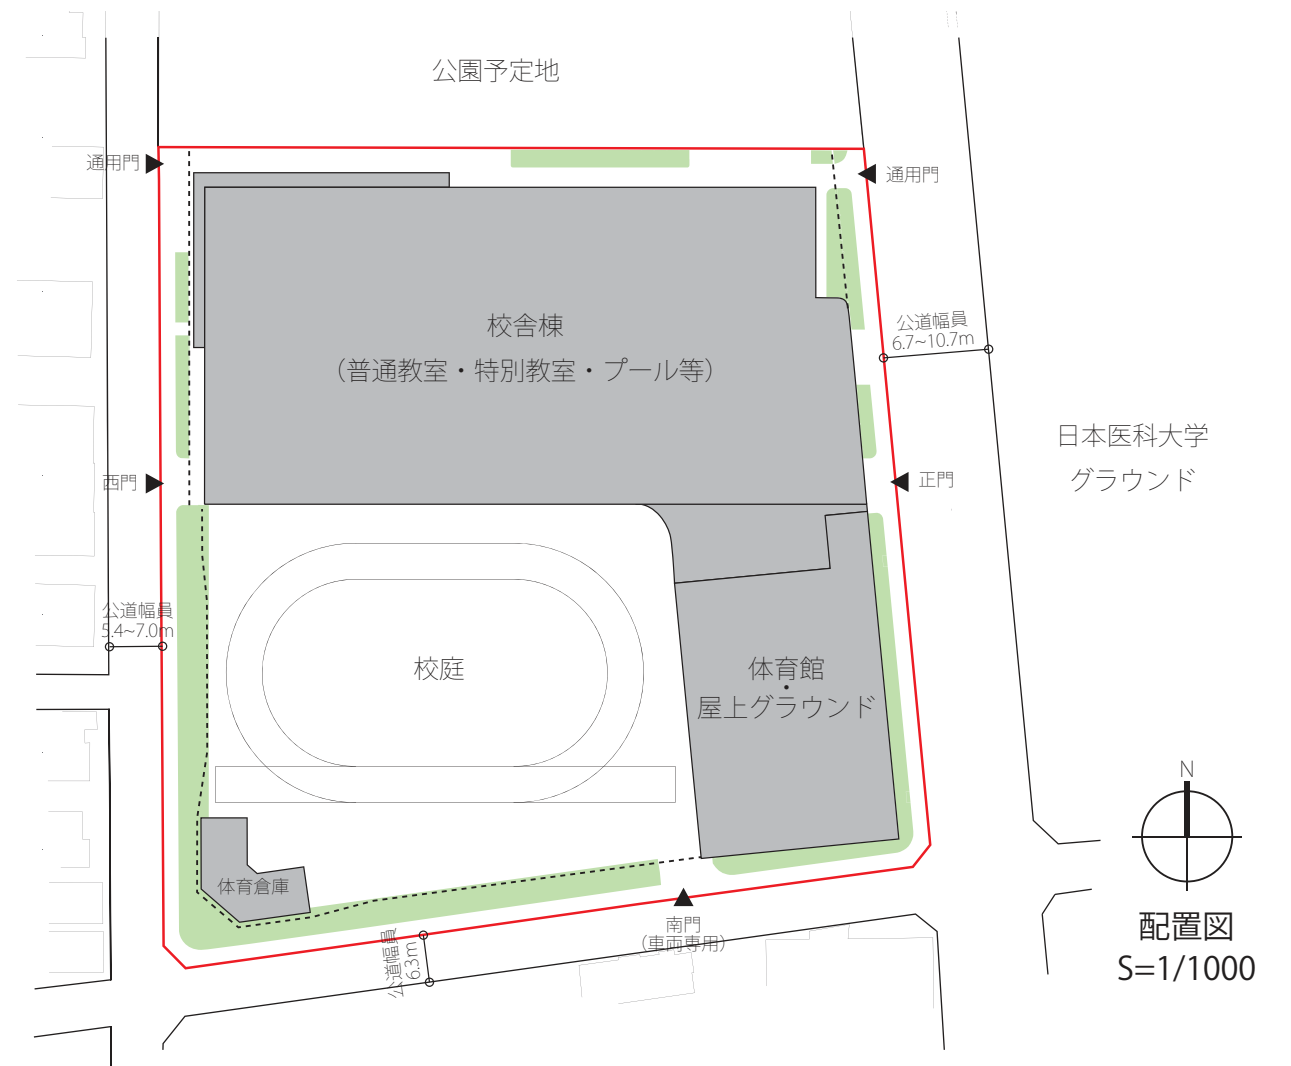 公園予定地
通用門
通用門
校舎棟
（普通教室・特別教室・プール等）
公道幅員
6.7~10.7m
日本医科大学
グラウンド
西門
正門
公道幅員
5.4~7.0m
校庭
体育館
・
屋上グラウンド
体育倉庫
南門
（車両専用）
公道幅員
6.3m
N
配置図
S=1/1000